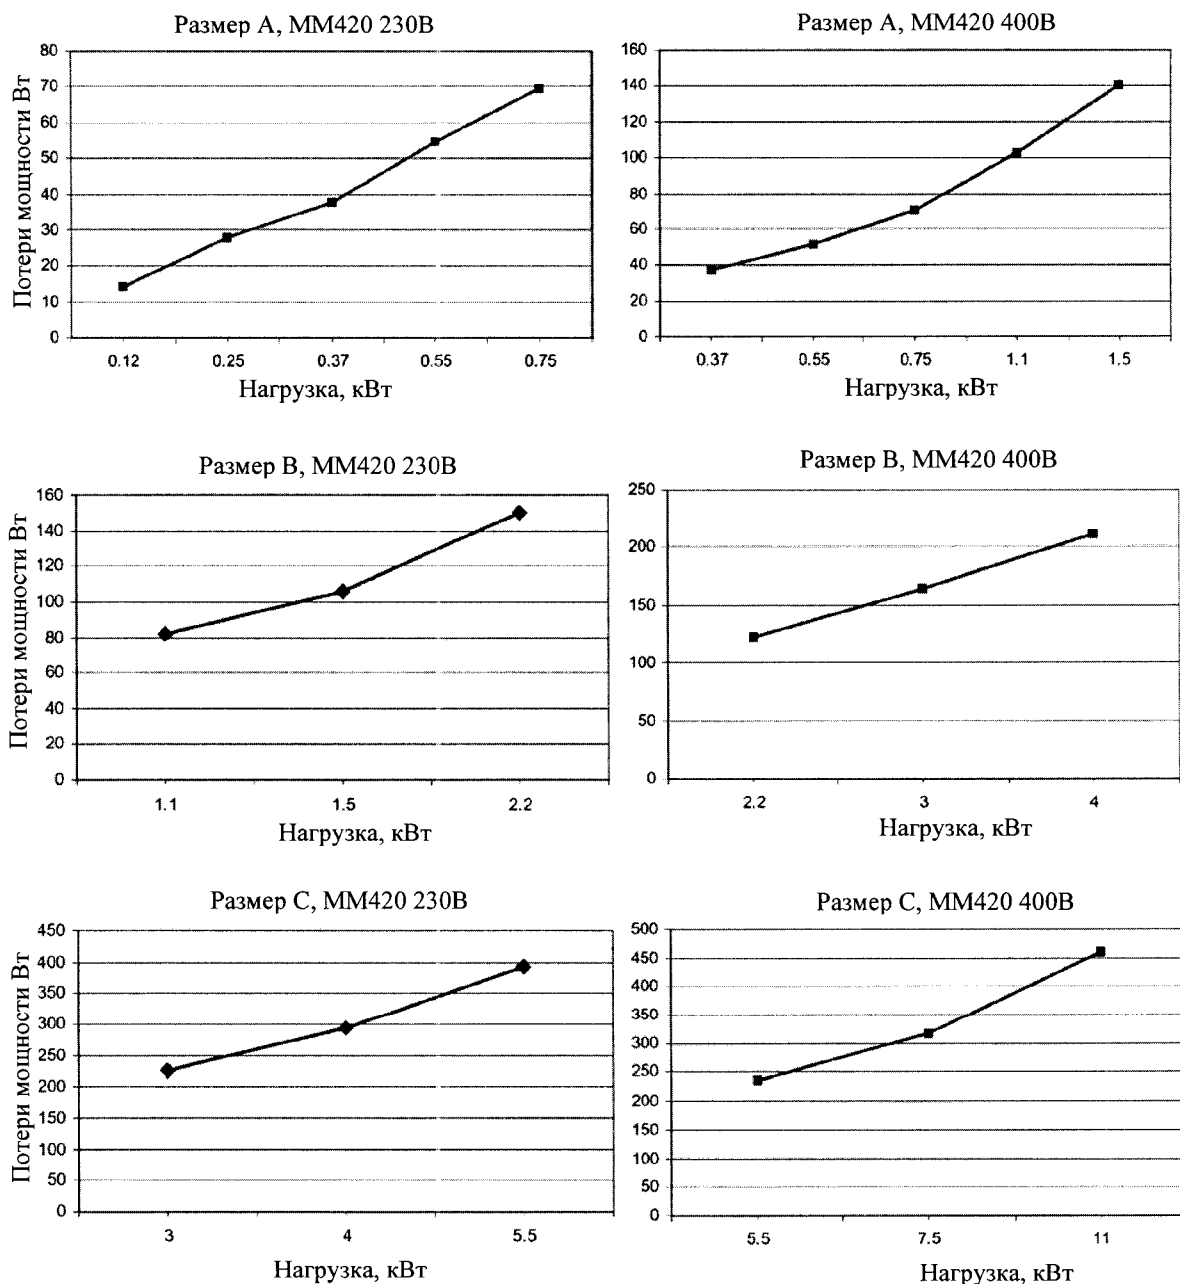 Размер А, ММ420 230В
Потери мощности Вт
80
70
60
50
40
30
20
10
0
0.12 0.25 0.37 0.55 0.75
Нагрузка, кВт
Размер А, ММ420 400В
160
140
120
100
80
60
40
20
0
0.37 0.55 0.75 1.1 1.5
Нагрузка, кВт
Размер В, ММ420 230В
Потери мощности Вт
160
140
120
100
80
60
40
20
0
1.1 1.5 2.2
Нагрузка, кВт
Размер В, ММ420 400В
250
200
150
100
50
0
2.2 3 4
Нагрузка, кВт
Размер С, ММ420 230В
Потери мощности Вт
450
400
350
300
250
200
150
100
50
0
3 4 5.5
Нагрузка, кВт
Размер С, ММ420 400В
500
450
400
350
300
250
200
150
100
50
0
5.5 7.5 11
Нагрузка, кВт